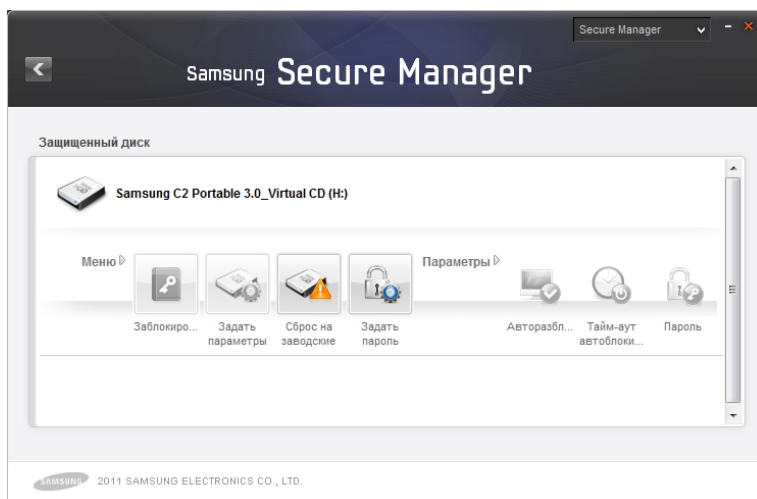 Secure Manager
Samsung Secure Manager
Защищенный диск
Samsung C2 Portable 3.0_Virtual CD (H:)
Меню
Заблокиро...
Задать параметры
Сброс на заводские
Задать пароль
Параметры
Авторазбл...
Тайм-аут автоблоки...
Пароль
SAMSUNG 2011 SAMSUNG ELECTRONICS CO., LTD.